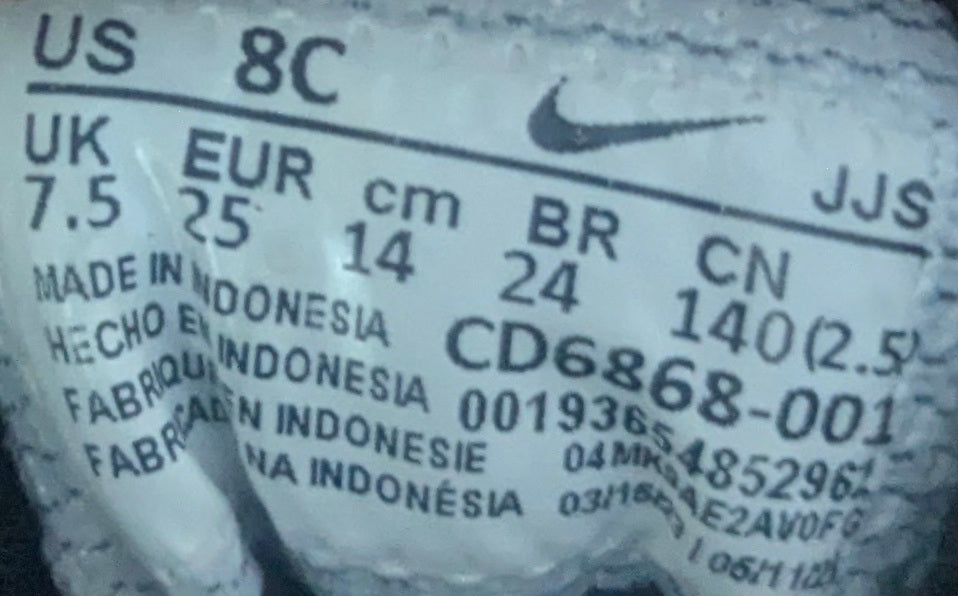 US 8C
JJS
UK EUR cm BR CN
7.5 25 14 24 140(2.5)
MADE IN INDONESIA
HECHO EN INDONESIA
FABRIQUÉ EN INDONESIE
FABRICADO NA INDONÉSIA
CD6868-001